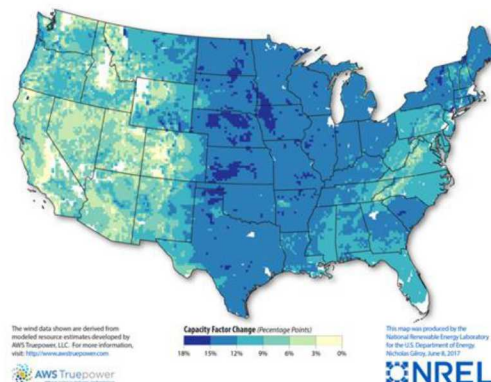 The wind data shown are derived from
modeled resource estimates developed by
AWS Truepower, LLC. For more information,
visit: http://www.awstruepower.com
AWS Truepower
Capacity Factor Change (Pecentage Points)
18% 15% 12% 9% 6% 3% 0%
This map was produced by the
National Renewable Energy Laboratory
for the U.S. Department of Energy.
Nicholas Gilroy, June 8, 2017
NREL